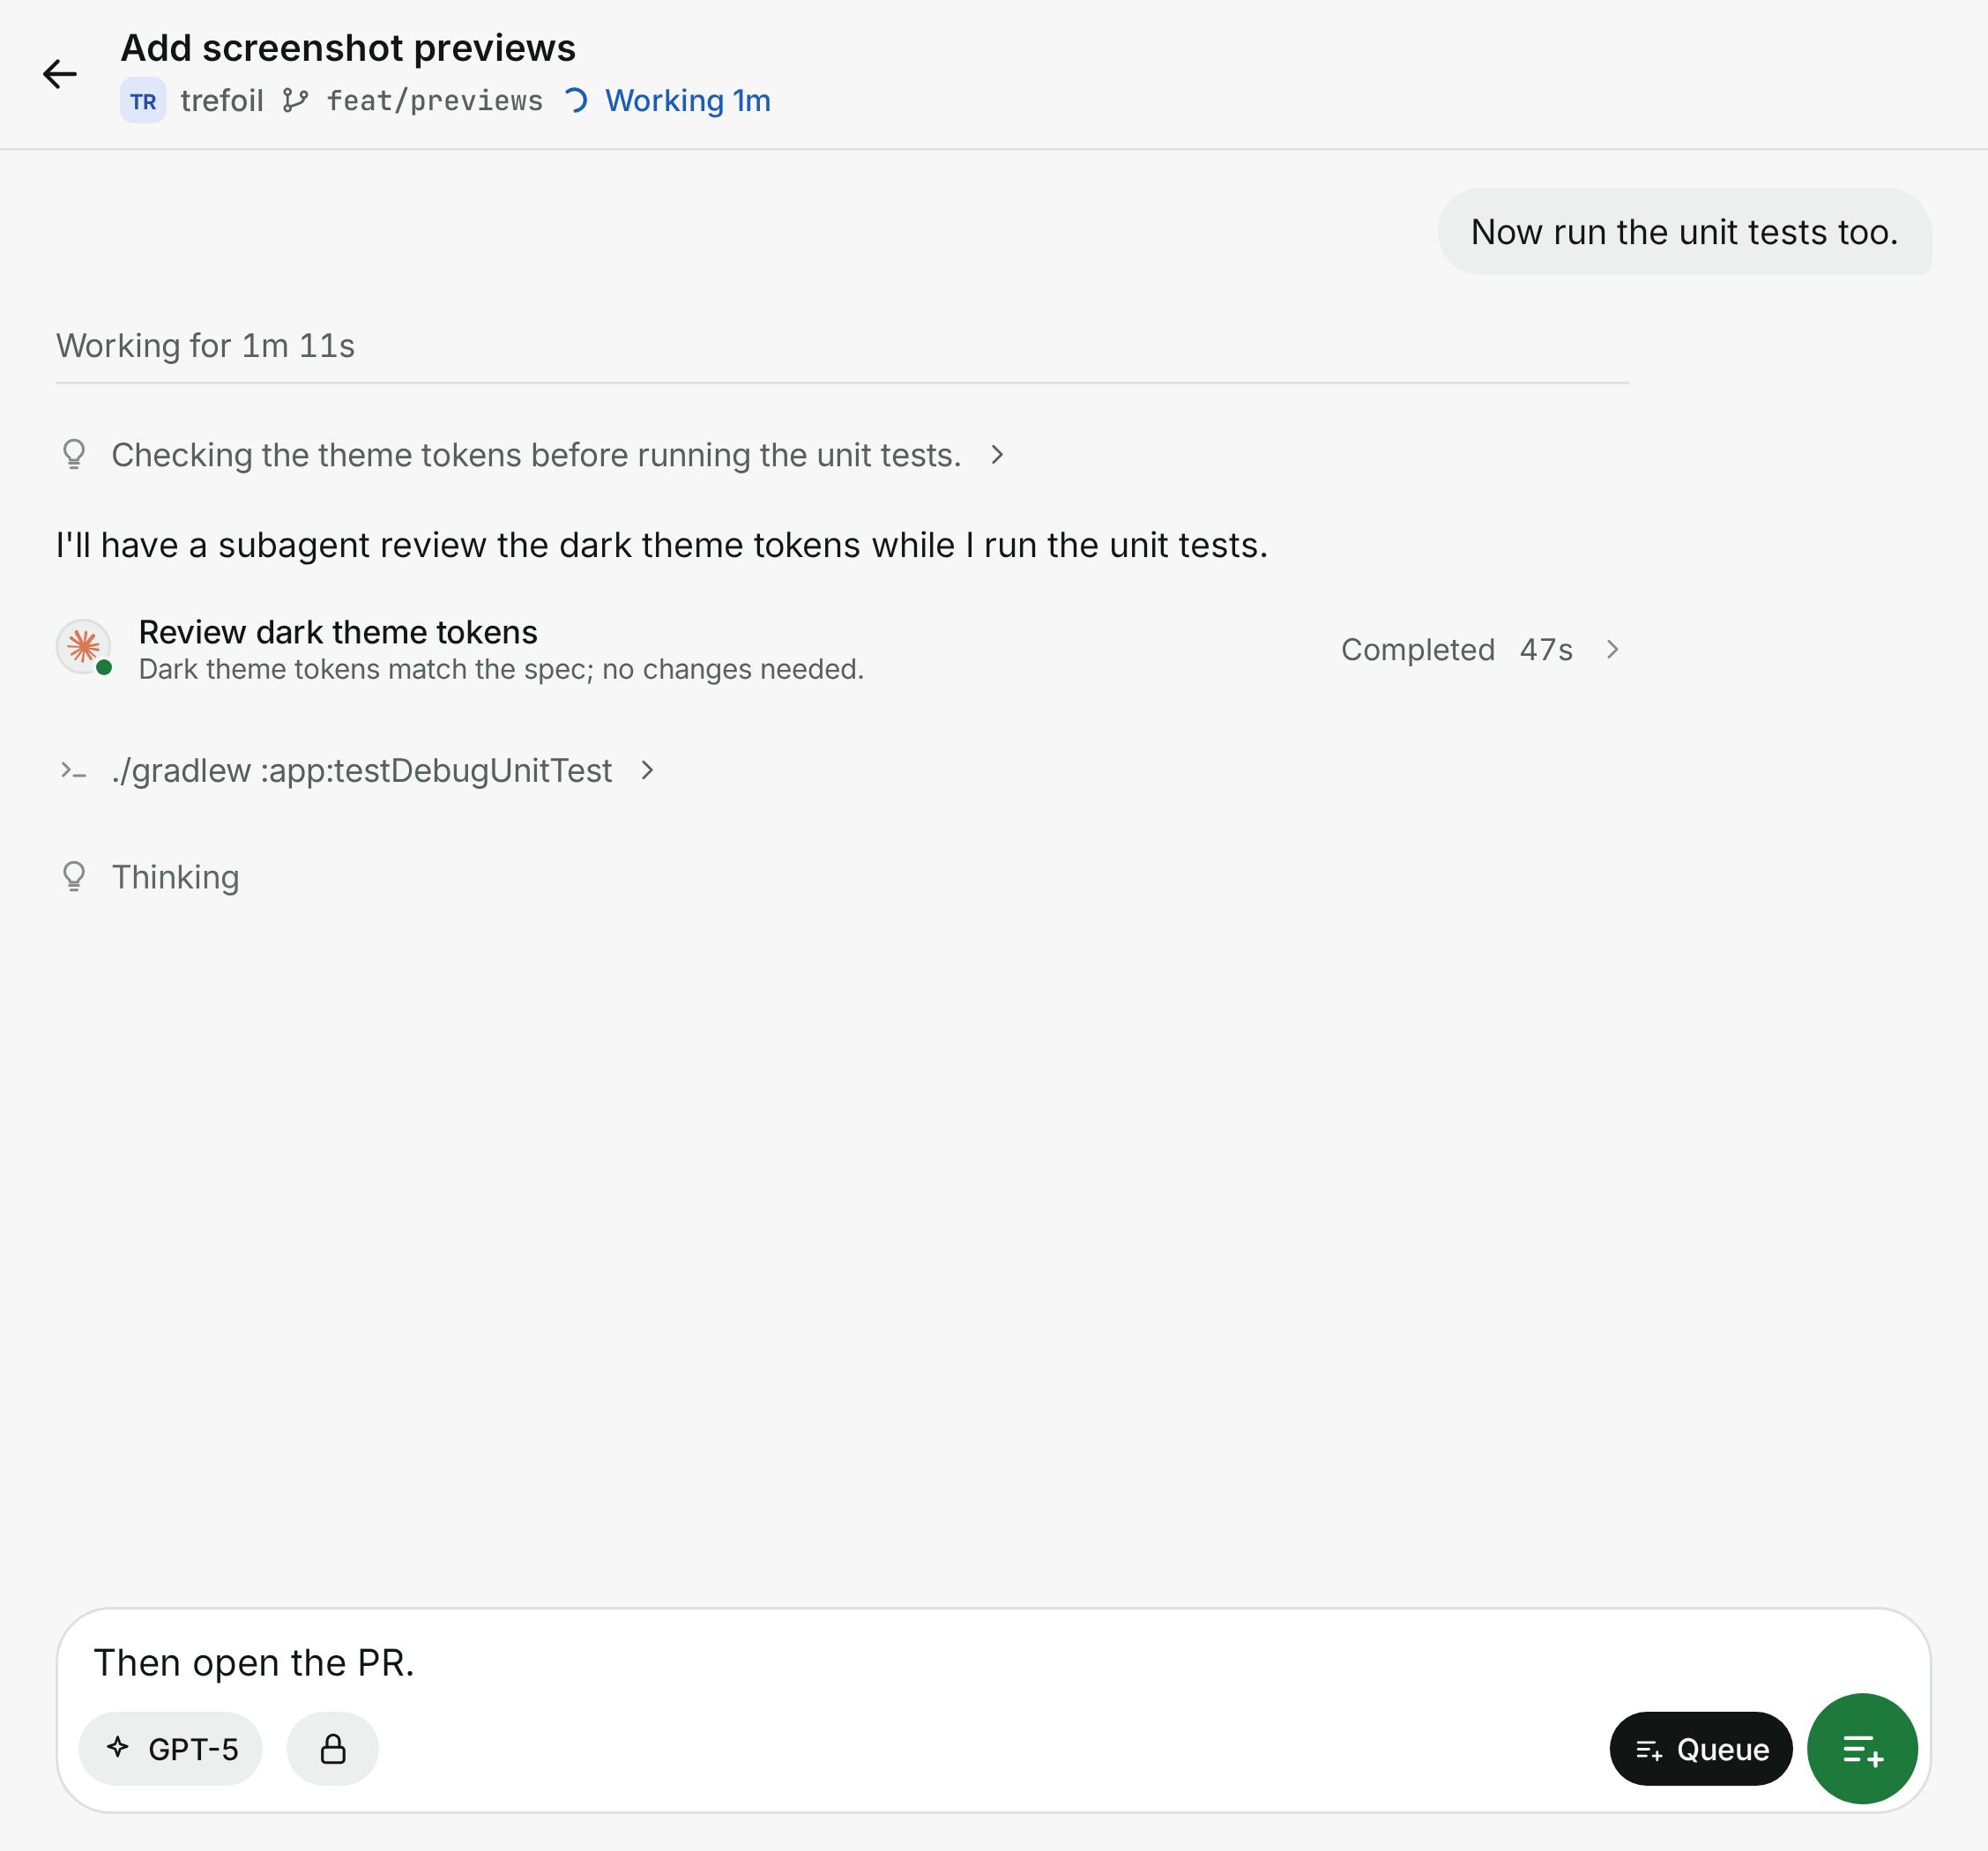 Add screenshot previews
TR trefoil feat/previews Working 1m
Now run the unit tests too.
Working for 1m 11s
Checking the theme tokens before running the unit tests.
I'll have a subagent review the dark theme tokens while I run the unit tests.
Review dark theme tokens
Dark theme tokens match the spec; no changes needed.
Completed 47s
./gradlew :app:testDebugUnitTest
Thinking
Then open the PR.
GPT-5 Queue